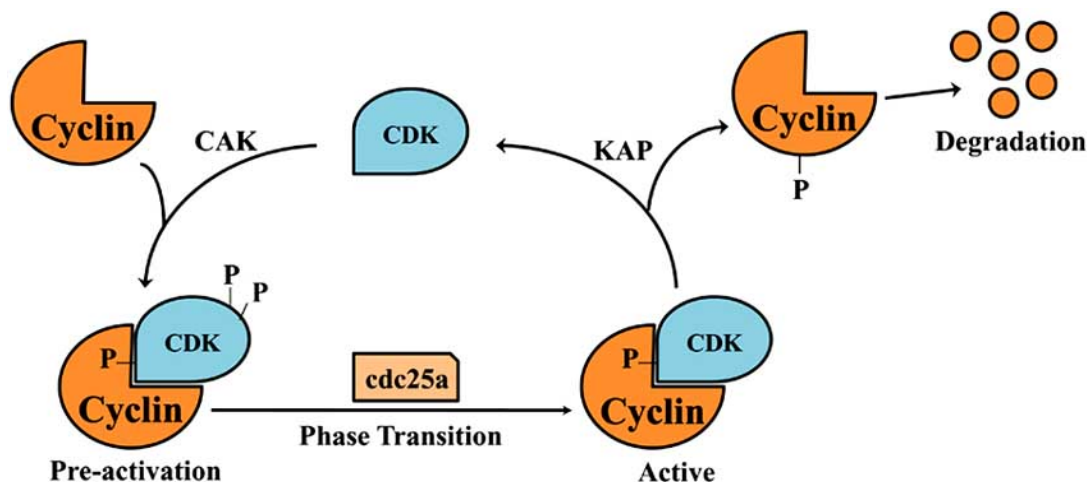 Cyclin
CAK
CDK
KAP
Cyclin
P
Degradation
P
P
CDK
P
Cyclin
Pre-activation
cdc25a
Phase Transition
CDK
P
Cyclin
Active